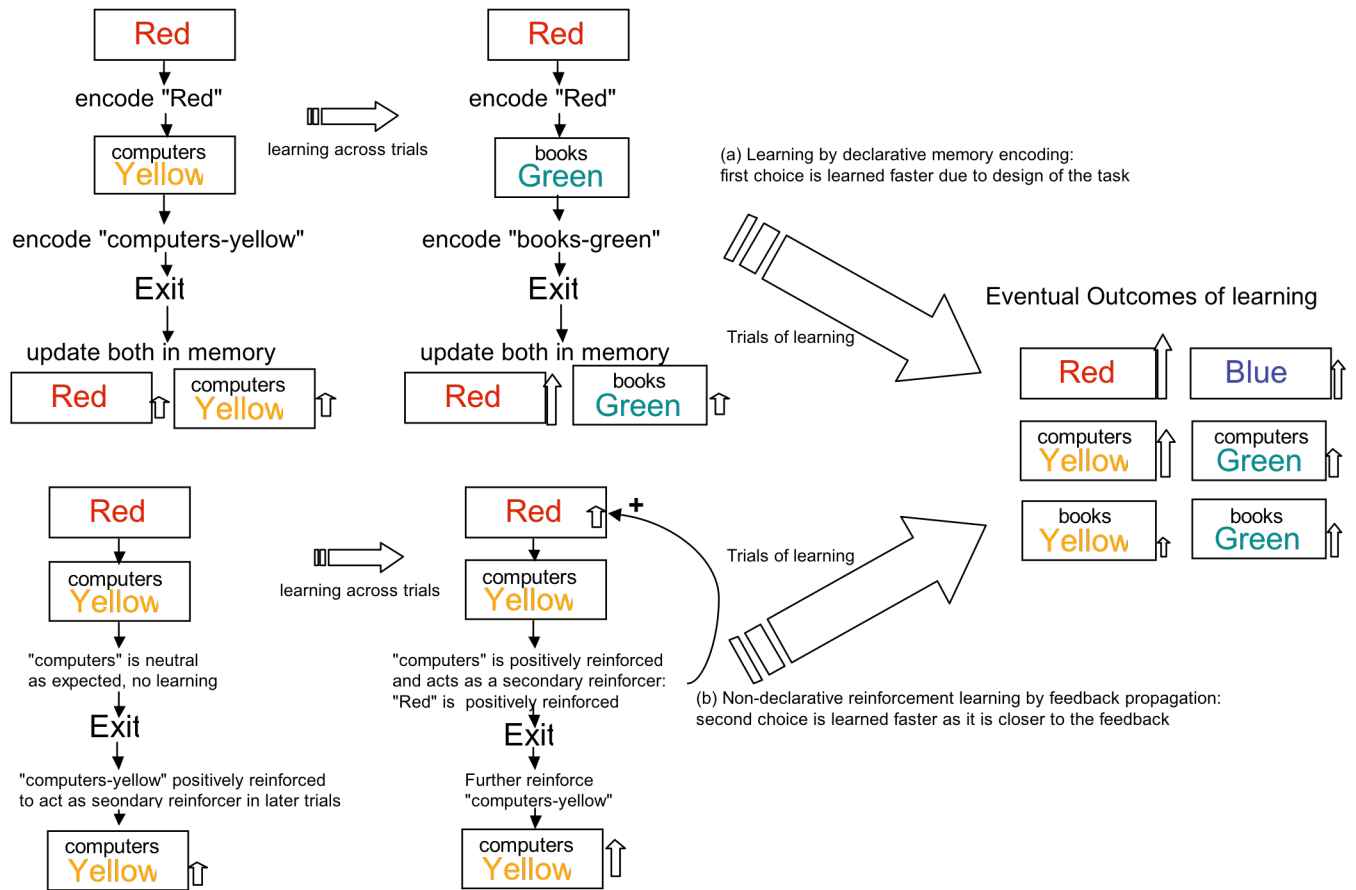 Red
encode "Red"
computers
Yellow
encode "computers-yellow"
Exit
update both in memory
Red
computers
Yellow
learning across trials
Red
encode "Red"
books
Green
encode "books-green"
Exit
update both in memory
Red
books
Green
(a) Learning by declarative memory encoding:
first choice is learned faster due to design of the task
Trials of learning
Eventual Outcomes of learning
Red
Blue
computers
Yellow
computers
Green
books
Yellow
books
Green
Red
computers
Yellow
"computers" is neutral
as expected, no learning
Exit
"computers-yellow" positively reinforced
to act as seondary reinforcer in later trials
computers
Yellow
learning across trials
Red
+
computers
Yellow
"computers" is positively reinforced
and acts as a secondary reinforcer:
"Red" is positively reinforced
Exit
Further reinforce
"computers-yellow"
computers
Yellow
Trials of learning
(b) Non-declarative reinforcement learning by feedback propagation:
second choice is learned faster as it is closer to the feedback